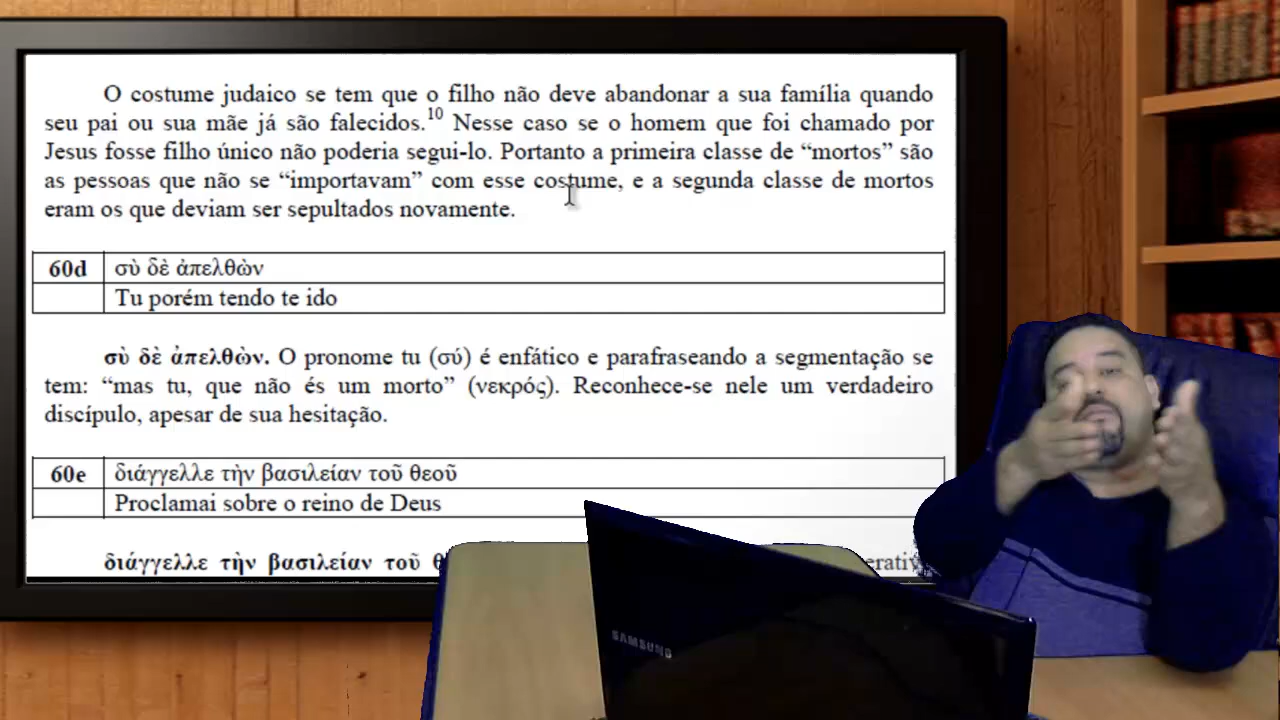 O costume judaico se tem que o filho não deve abandonar a sua família quando
seu pai ou sua mãe já são falecidos.10 Nesse caso se o homem que foi chamado por
Jesus fosse filho único não poderia segui-lo. Portanto a primeira classe de “mortos” são
as pessoas que não se “importavam” com esse costume, e a segunda classe de mortos
eram os que deviam ser sepultados novamente.
60d σὺ δὲ ἀπελθὼν
Tu porém tendo te ido
σὺ δὲ ἀπελθὼν. O pronome tu (σύ) é enfático e parafraseando a segmentação se
tem: “mas tu, que não és um morto” (νεκρός). Reconhece-se nele um verdadeiro
discípulo, apesar de sua hesitação.
60e διάγγελλε τὴν βασιλείαν τοῦ θεοῦ
Proclamai sobre o reino de Deus
διάγγελλε τὴν βασιλείαν τοῦ
SAMSUNG